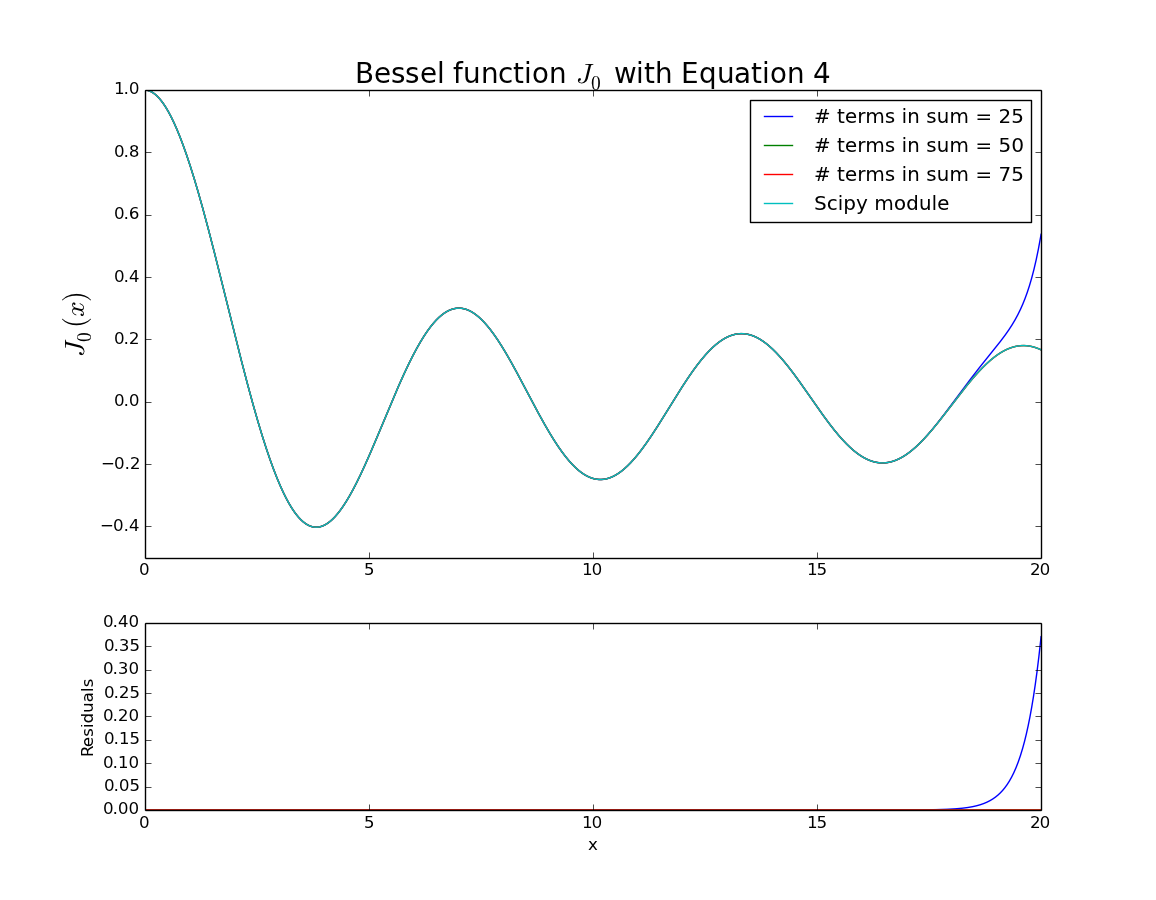 Bessel function J₀ with Equation 4
1.0
0.8
0.6
0.4
0.2
0.0
−0.2
−0.4
J₀(x)
# terms in sum = 25
# terms in sum = 50
# terms in sum = 75
Scipy module
0 5 10 15 20
0.40
0.35
0.30
0.25
0.20
0.15
0.10
0.05
0.00
Residuals
0 5 10 15 20
x